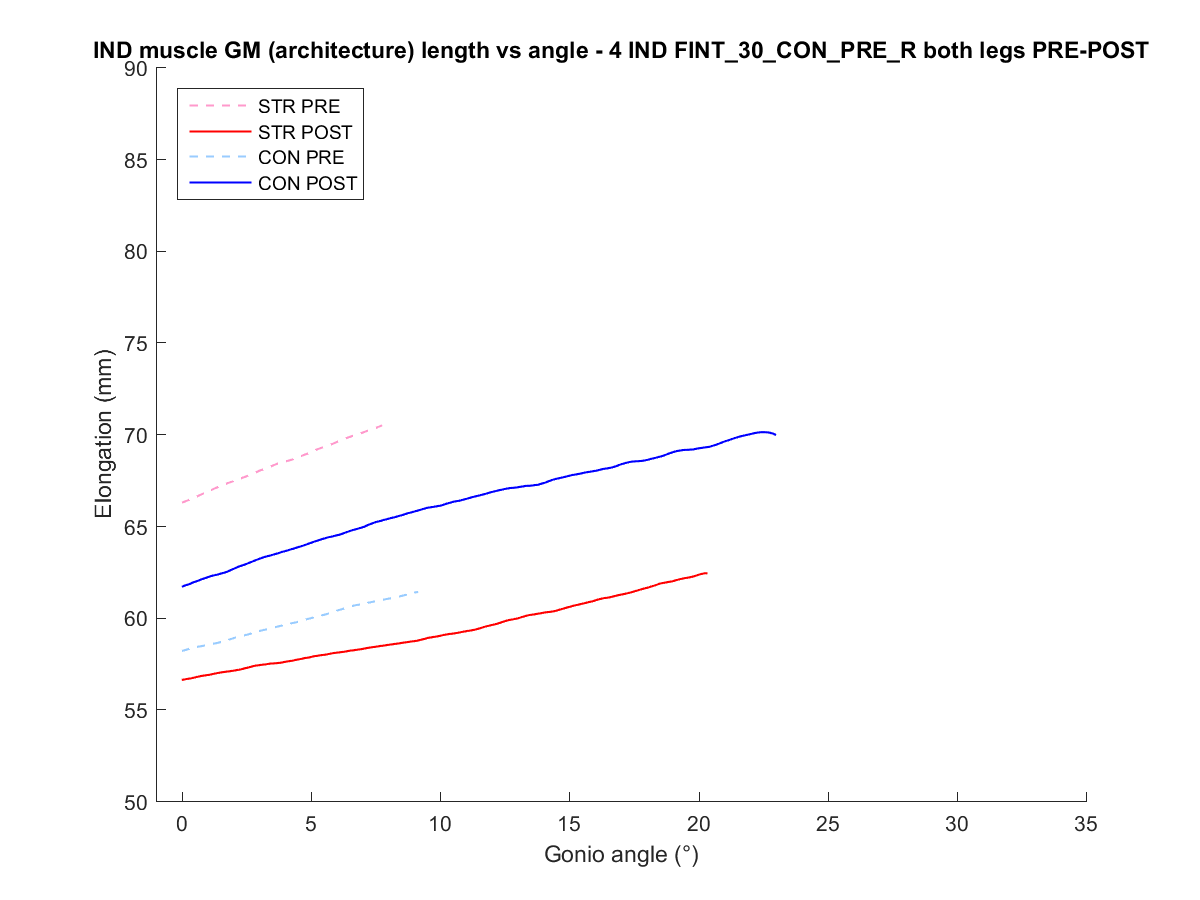 IND muscle GM (architecture) length vs angle - 4 IND FINT_30_CON_PRE_R both legs PRE-POST
90
85
80
75
70
65
60
55
50
Elongation (mm)
STR PRE
STR POST
CON PRE
CON POST
0 5 10 15 20 25 30 35
Gonio angle (°)